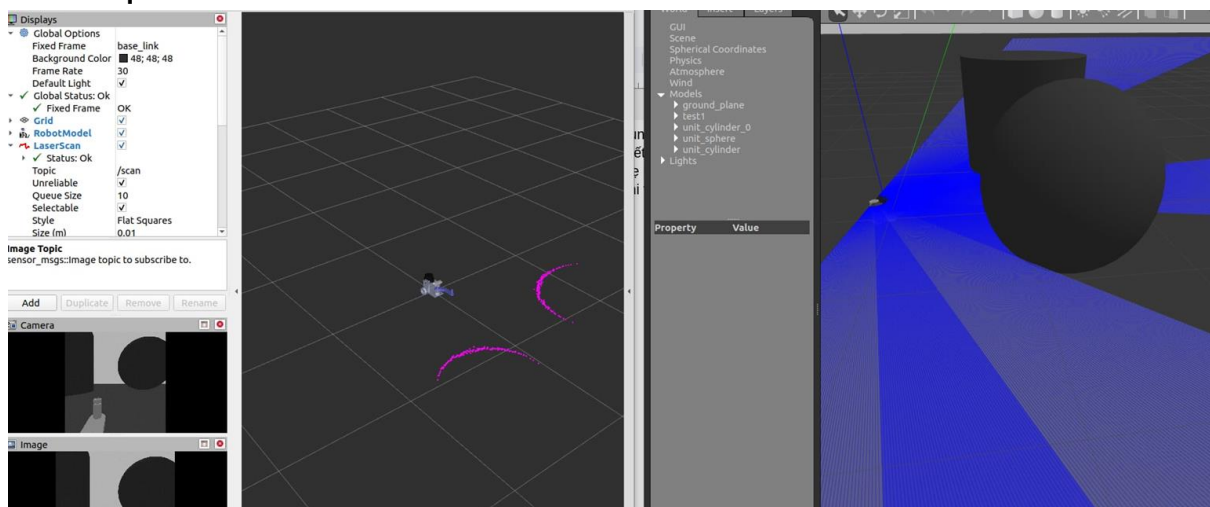 Displays
Global Options
Fixed Frame base_link
Background Color 48; 48; 48
Frame Rate 30
Default Light
Global Status: Ok
Fixed Frame OK
Grid
RobotModel
LaserScan
Status: Ok
Topic /scan
Unreliable
Queue Size 10
Selectable
Style Flat Squares
Size (m) 0.01
Image Topic
sensor_msgs::Image topic to subscribe to.
Add Duplicate Remove Rename
Camera
Image
World Insert Layers
GUI
Scene
Spherical Coordinates
Physics
Atmosphere
Wind
Models
ground_plane
test1
unit_cylinder_0
unit_sphere
unit_cylinder
Lights
Property Value